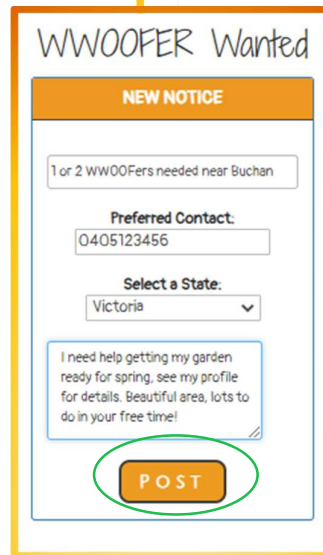 WWOOFER Wanted
NEW NOTICE
1 or 2 WWOOFers needed near Buchan
Preferred Contact:
0405123456
Select a State:
Victoria
I need help getting my garden
ready for spring, see my profile
for details. Beautiful area, lots to
do in your free time!
POST